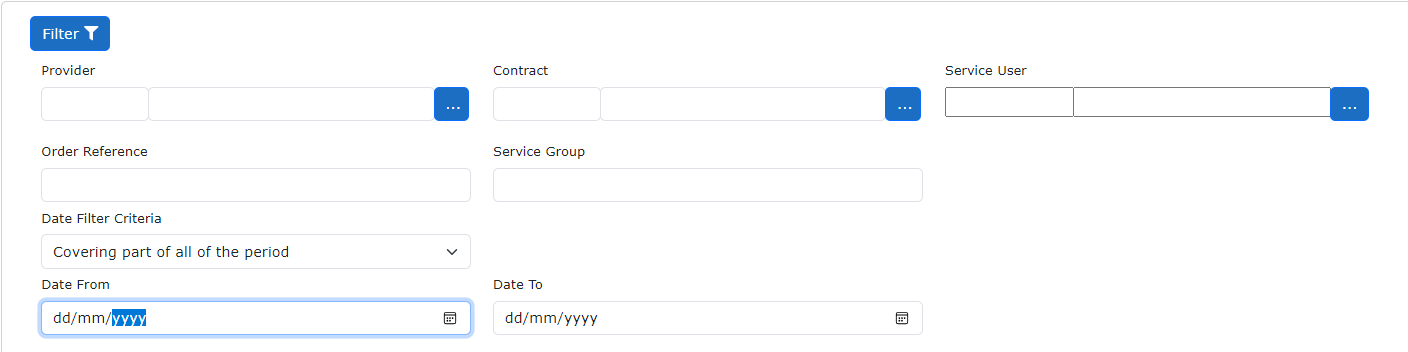 Filter
Provider Contract Service User
... ... ...
Order Reference Service Group
Date Filter Criteria
Covering part of all of the period
Date From Date To
dd/mm/yyyy dd/mm/yyyy